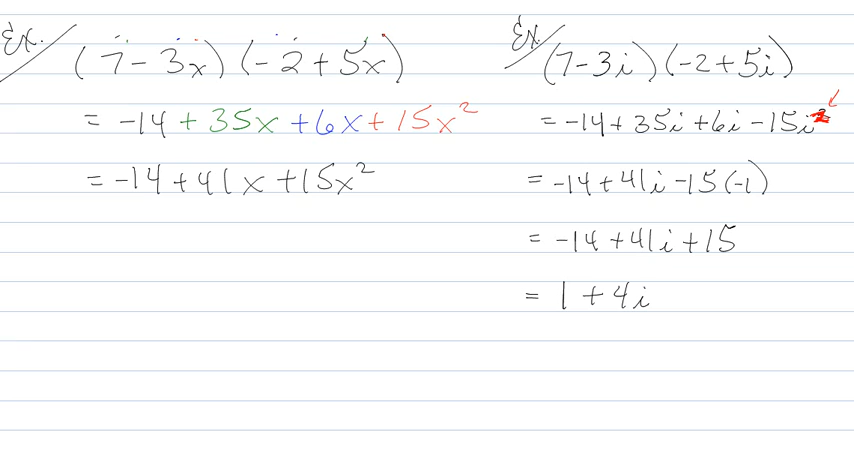 Ex.
(7-3x)(-2+5x)
= -14 + 35x + 6x + 15x²
= -14 + 41x + 15x²
Ex.
(7-3i)(-2+5i)
= -14 + 35i + 6i - 15i²
= -14 + 41i - 15(-1)
= -14 + 41i + 15
= 1 + 4i